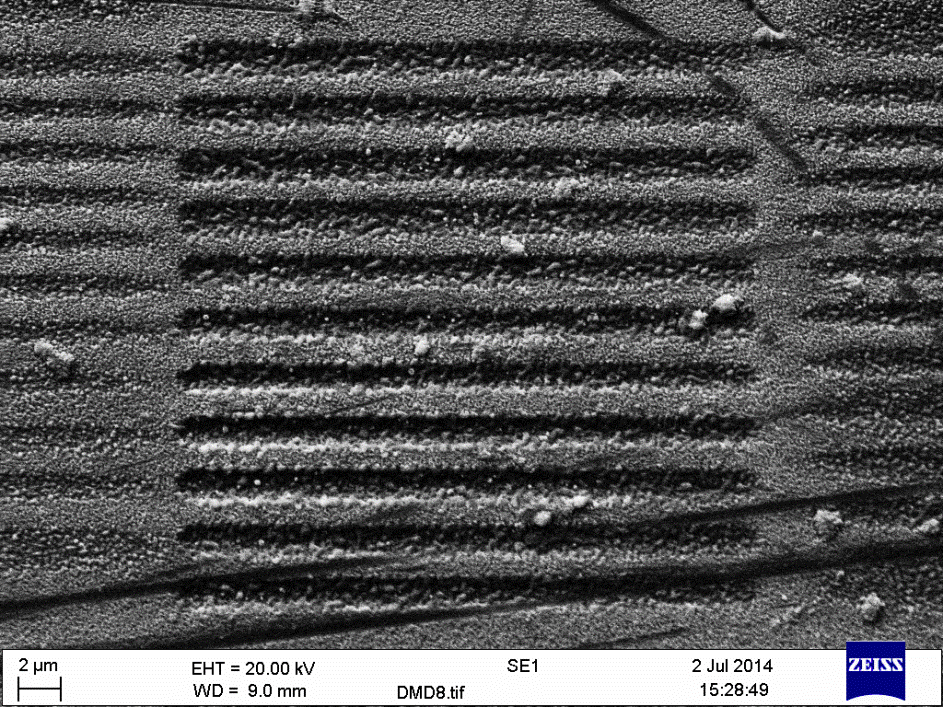 2 µm
EHT = 20.00 kV
WD = 9.0 mm
SE1
DMD8.tif
2 Jul 2014
15:28:49
ZEISS